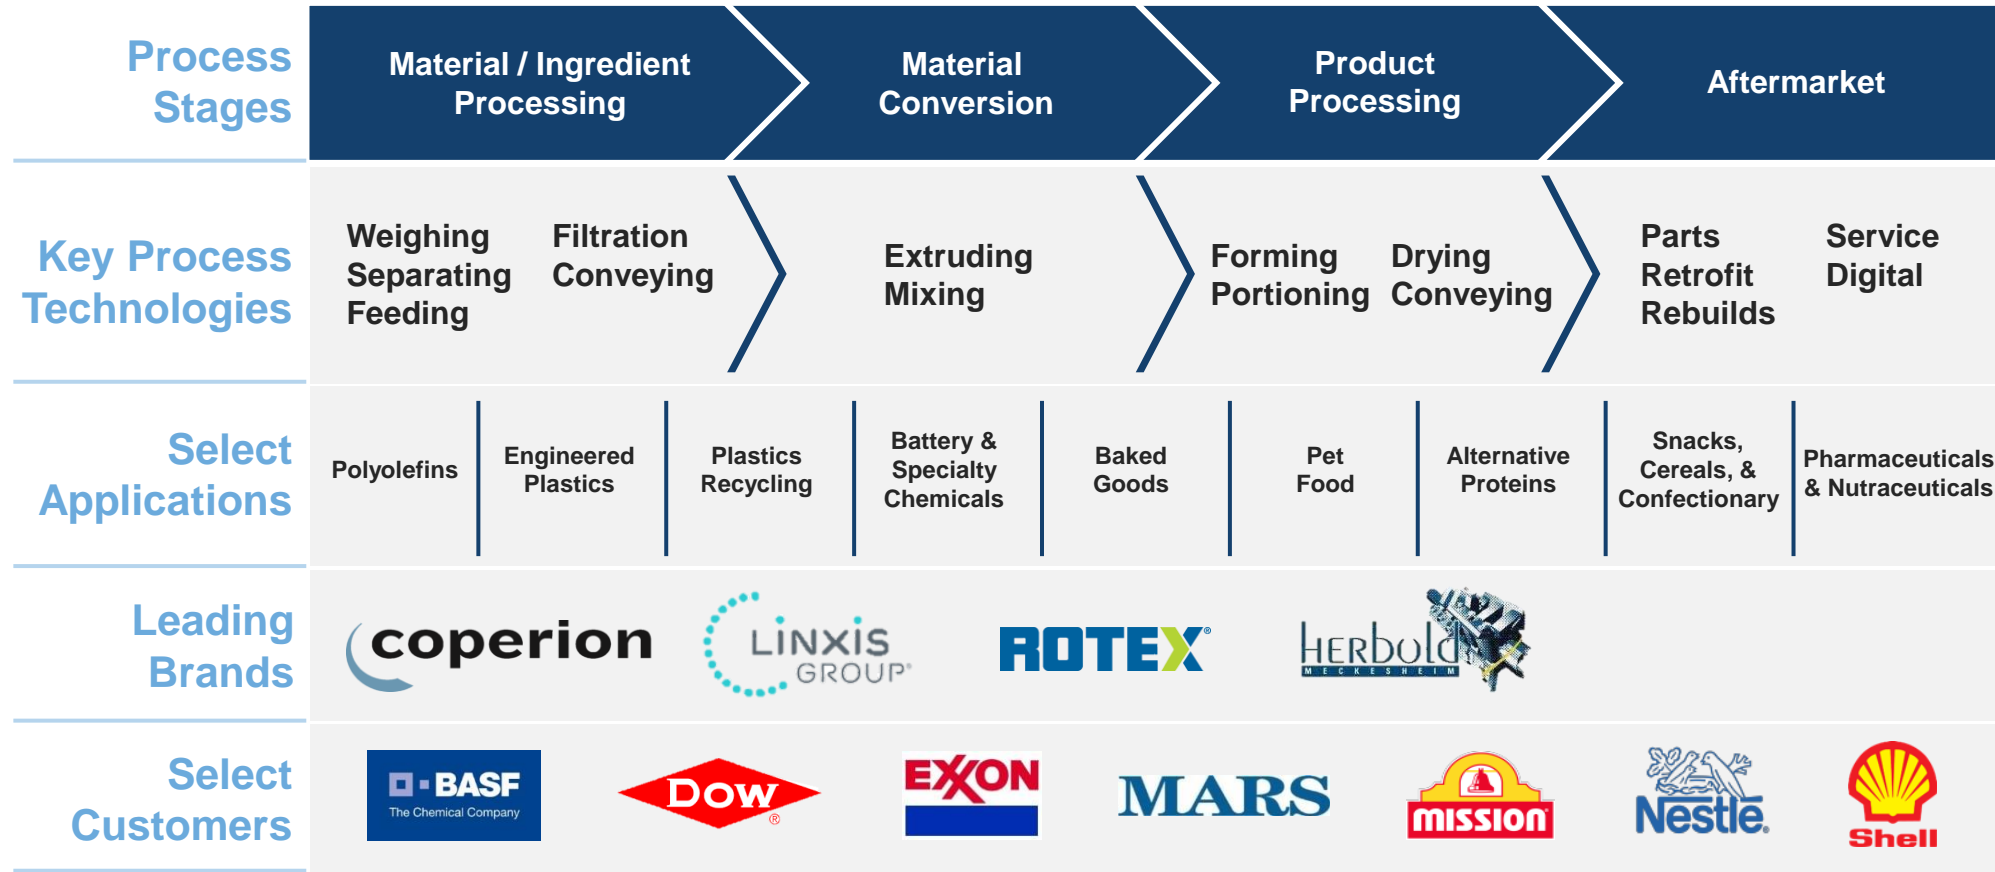 Process
Stages
Material / Ingredient
Processing
Material
Conversion
Product
Processing
Aftermarket
Key Process
Technologies
Weighing
Separating
Feeding
Filtration
Conveying
Extruding
Mixing
Forming
Portioning
Drying
Conveying
Parts
Retrofit
Rebuilds
Service
Digital
Select
Applications
Polyolefins
Engineered
Plastics
Plastics
Recycling
Battery &
Specialty
Chemicals
Baked
Goods
Pet
Food
Alternative
Proteins
Snacks,
Cereals, &
Confectionary
Pharmaceuticals
& Nutraceuticals
Leading
Brands
coperion
LINXIS
GROUP®
ROTEX®
HERbold
MECKESHEIM
Select
Customers
BASF
The Chemical Company
DOW
®
EXXON
MARS
MISSION
Nestlé®
Shell